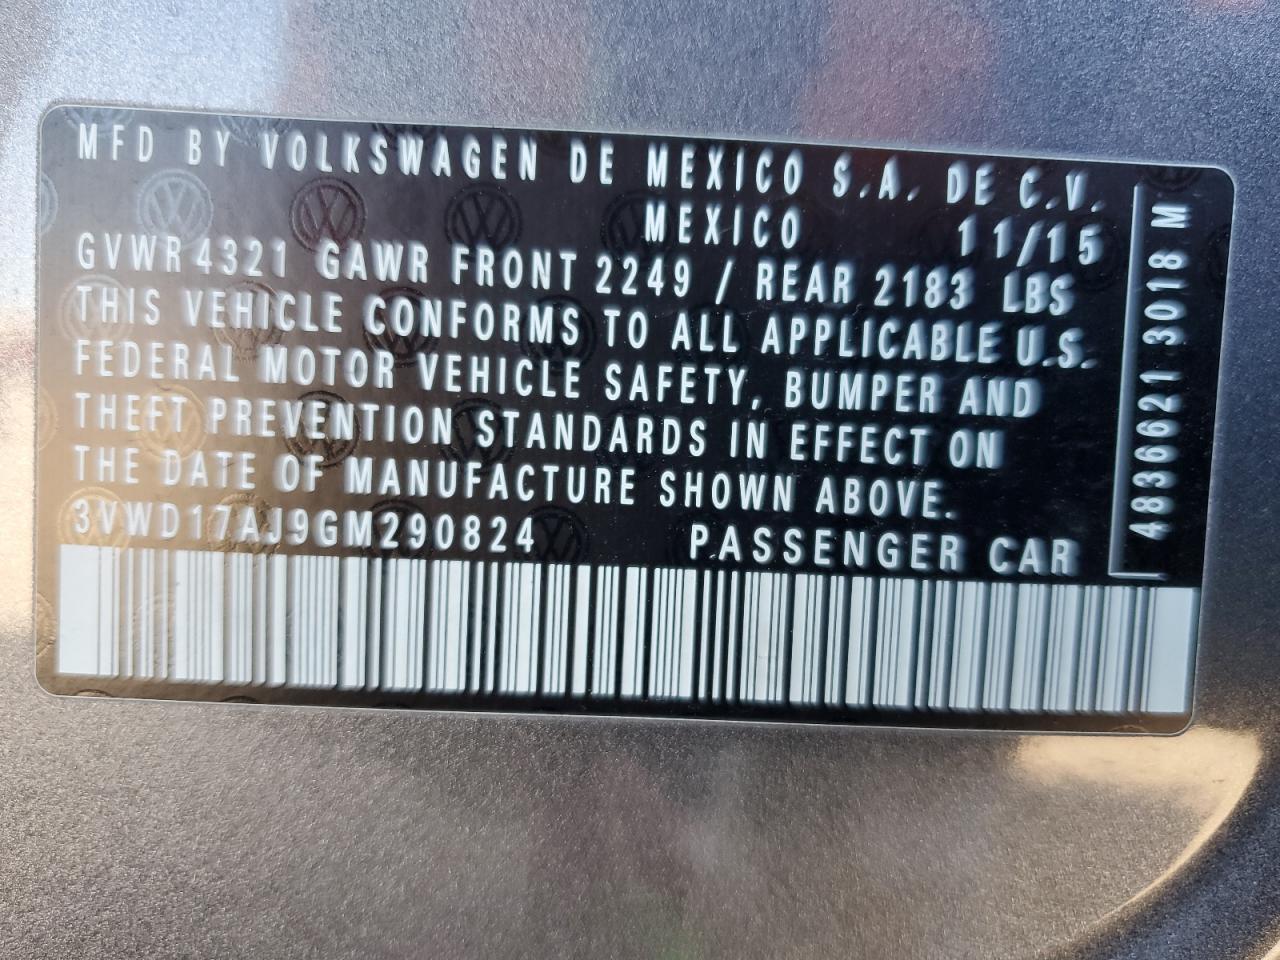 MFD BY VOLKSWAGEN DE MEXICO S.A. DE C.V.
MEXICO 11/15
GVWR 4321 GAWR FRONT 2249 / REAR 2183 LBS
THIS VEHICLE CONFORMS TO ALL APPLICABLE U.S.
FEDERAL MOTOR VEHICLE SAFETY, BUMPER AND
THEFT PREVENTION STANDARDS IN EFFECT ON
THE DATE OF MANUFACTURE SHOWN ABOVE.
3VWD17AJ9GM290824 PASSENGER CAR
48366213018 M